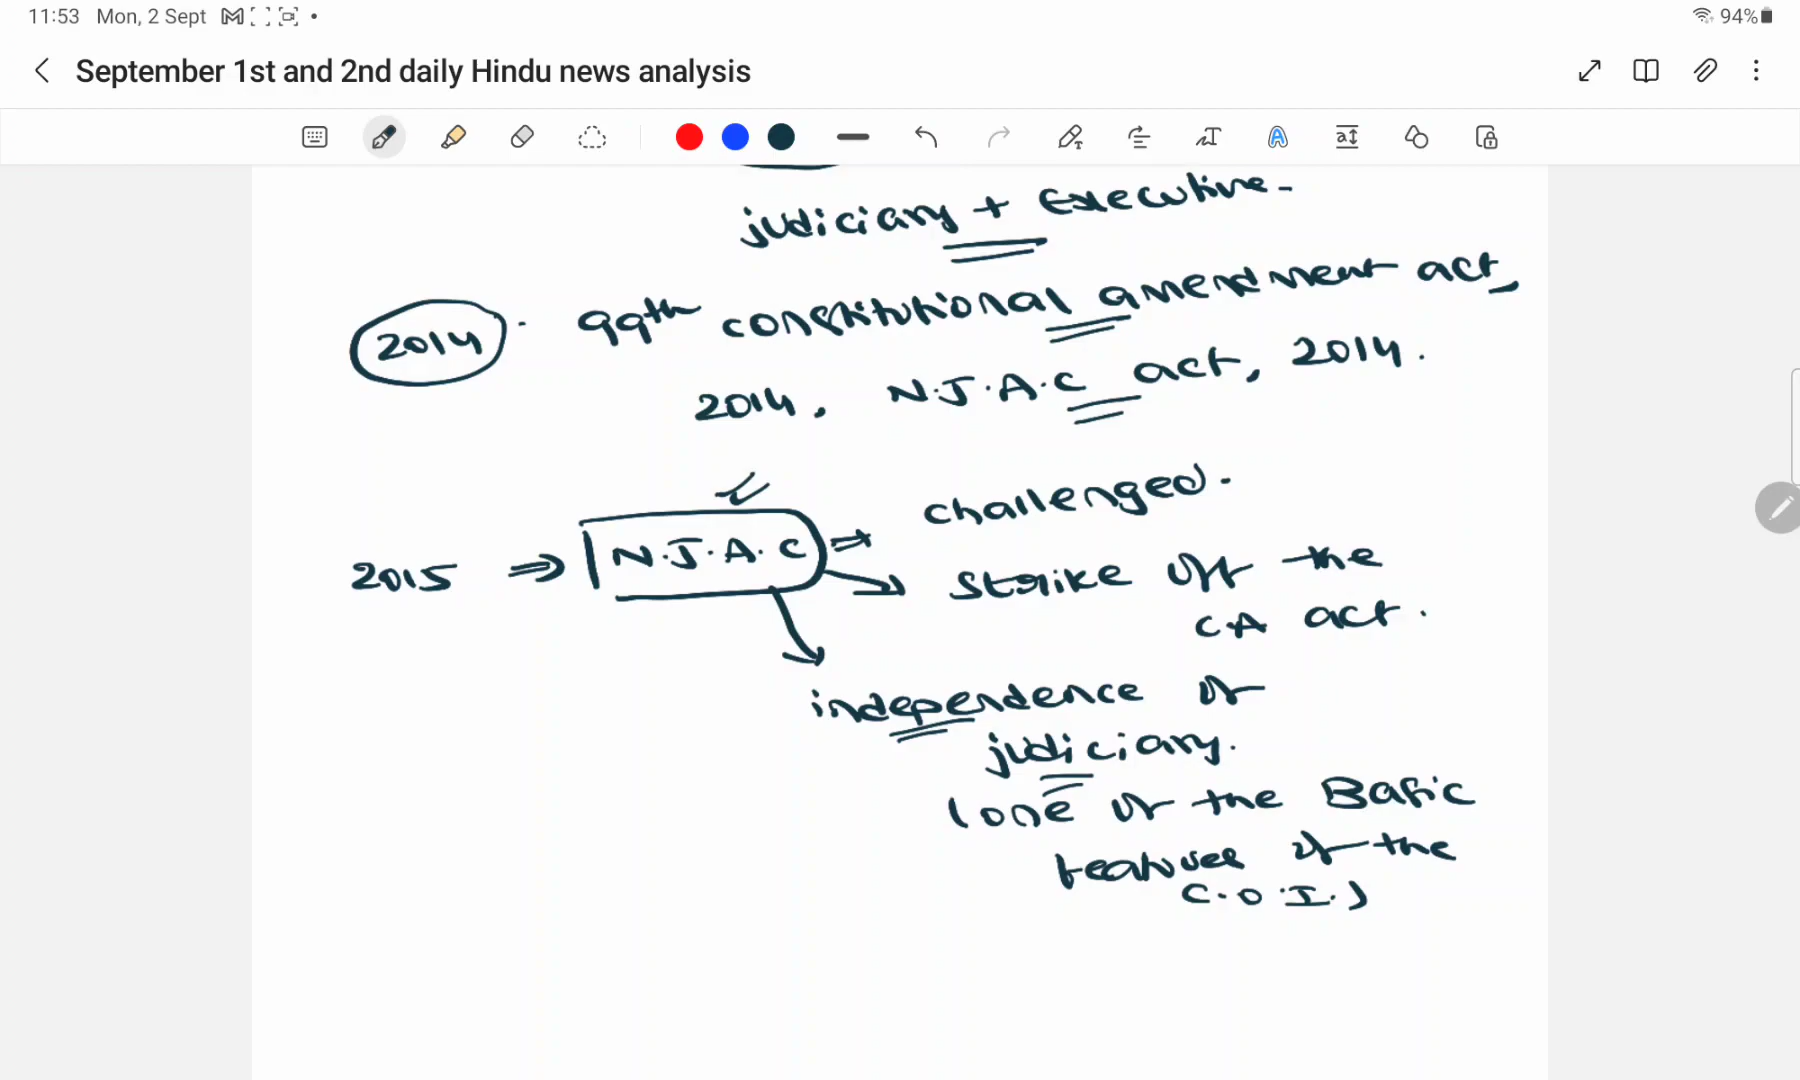 11:53 Mon, 2 Sept
94%
September 1st and 2nd daily Hindu news analysis
judiciary + Executive -
2014 . 99th constitutional amendment act,
2014, N.J.A.C act, 2014.
2015 ⇒ N.J.A.C ⇒ challenged.
→ Strike off the
CA act.
→ independence of
judiciary.
(one of the Basic
features of the
C.O.I.)